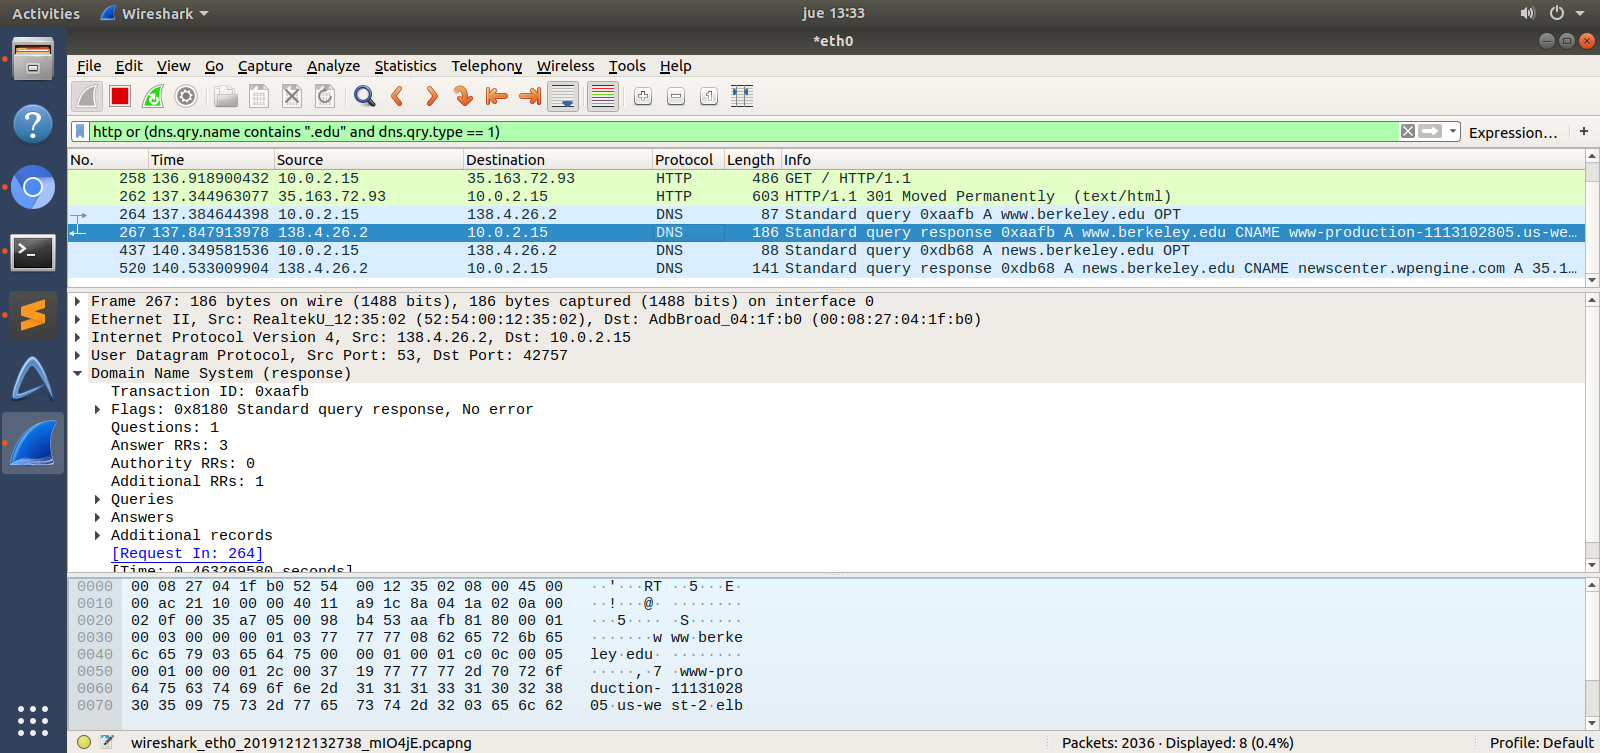 Activities Wireshark jue 13:33
*eth0
File Edit View Go Capture Analyze Statistics Telephony Wireless Tools Help
http or (dns.qry.name contains ".edu" and dns.qry.type == 1) Expression… +
No. Time Source Destination Protocol Length Info
258 136.918900432 10.0.2.15 35.163.72.93 HTTP 486 GET / HTTP/1.1
262 137.344963077 35.163.72.93 10.0.2.15 HTTP 603 HTTP/1.1 301 Moved Permanently (text/html)
264 137.384644398 10.0.2.15 138.4.26.2 DNS 87 Standard query 0xaafb A www.berkeley.edu OPT
267 137.847913978 138.4.26.2 10.0.2.15 DNS 186 Standard query response 0xaafb A www.berkeley.edu CNAME www-production-1113102805.us-we…
437 140.349581536 10.0.2.15 138.4.26.2 DNS 88 Standard query 0xdb68 A news.berkeley.edu OPT
520 140.533009904 138.4.26.2 10.0.2.15 DNS 141 Standard query response 0xdb68 A news.berkeley.edu CNAME newscenter.wpengine.com A 35.1…
Frame 267: 186 bytes on wire (1488 bits), 186 bytes captured (1488 bits) on interface 0
Ethernet II, Src: RealtekU_12:35:02 (52:54:00:12:35:02), Dst: AdbBroad_04:1f:b0 (00:08:27:04:1f:b0)
Internet Protocol Version 4, Src: 138.4.26.2, Dst: 10.0.2.15
User Datagram Protocol, Src Port: 53, Dst Port: 42757
Domain Name System (response)
Transaction ID: 0xaafb
Flags: 0x8180 Standard query response, No error
Questions: 1
Answer RRs: 3
Authority RRs: 0
Additional RRs: 1
Queries
Answers
Additional records
[Request In: 264]
[Time: 0.463269580 seconds]
0000 00 08 27 04 1f b0 52 54 00 12 35 02 08 00 45 00 ··'···RT ··5···E·
0010 00 ac 21 10 00 00 40 11 a9 1c 8a 04 1a 02 0a 00 ··!···@· ········
0020 02 0f 00 35 a7 05 00 98 b4 53 aa fb 81 80 00 01 ···5···· ·S······
0030 00 03 00 00 00 01 03 77 77 77 08 62 65 72 6b 65 ·······w ww·berke
0040 6c 65 79 03 65 64 75 00 00 01 00 01 c0 0c 00 05 ley·edu· ········
0050 00 01 00 00 01 2c 00 37 19 77 77 77 2d 70 72 6f ·····,·7 ·www-pro
0060 64 75 63 74 69 6f 6e 2d 31 31 31 33 31 30 32 38 duction- 11131028
0070 30 35 09 75 73 2d 77 65 73 74 2d 32 03 65 6c 62 05·us-we st-2·elb
wireshark_eth0_20191212132738_mIO4jE.pcapng Packets: 2036 · Displayed: 8 (0.4%) Profile: Default